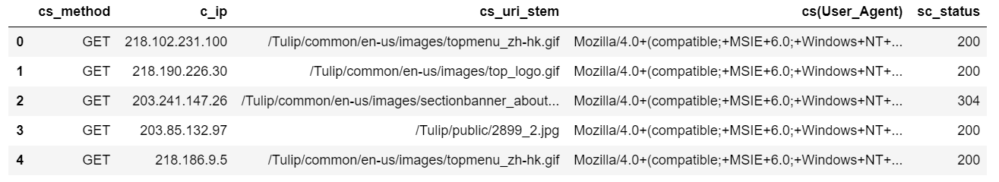 cs_method c_ip cs_uri_stem cs(User_Agent) sc_status
0 GET 218.102.231.100 /Tulip/common/en-us/images/topmenu_zh-hk.gif Mozilla/4.0+(compatible;+MSIE+6.0;+Windows+NT+... 200
1 GET 218.190.226.30 /Tulip/common/en-us/images/top_logo.gif Mozilla/4.0+(compatible;+MSIE+6.0;+Windows+NT+... 200
2 GET 203.241.147.26 /Tulip/common/en-us/images/sectionbanner_about... Mozilla/4.0+(compatible;+MSIE+6.0;+Windows+NT+... 304
3 GET 203.85.132.97 /Tulip/public/2899_2.jpg Mozilla/4.0+(compatible;+MSIE+6.0;+Windows+NT+... 200
4 GET 218.186.9.5 /Tulip/common/en-us/images/topmenu_zh-hk.gif Mozilla/4.0+(compatible;+MSIE+6.0;+Windows+NT+... 200